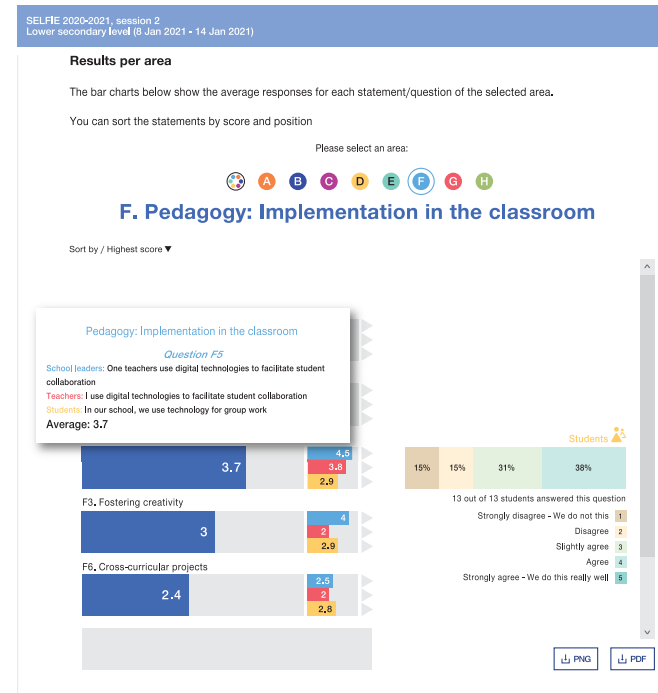 SELFIE 2020-2021, session 2
Lower secondary level (8 Jan 2021 - 14 Jan 2021)
Results per area
The bar charts below show the average responses for each statement/question of the selected area.
You can sort the statements by score and position
Please select an area:
A B C D E F G H
F. Pedagogy: Implementation in the classroom
Sort by / Highest score ▼
Pedagogy: Implementation in the classroom
Question F5
School leaders: One teachers use digital technologies to facilitate student
collaboration
Teachers: I use digital technologies to facilitate student collaboration
Students: In our school, we use technology for group work
Average: 3.7
3.7
4.5
3.8
2.9
F3. Fostering creativity
3
4
2
2.9
F6. Cross-curricular projects
2.4
2.5
2
2.8
Students
15% 15% 31% 38%
13 out of 13 students answered this question
Strongly disagree - We do not this 1
Disagree 2
Slightly agree 3
Agree 4
Strongly agree - We do this really well 5
PNG PDF